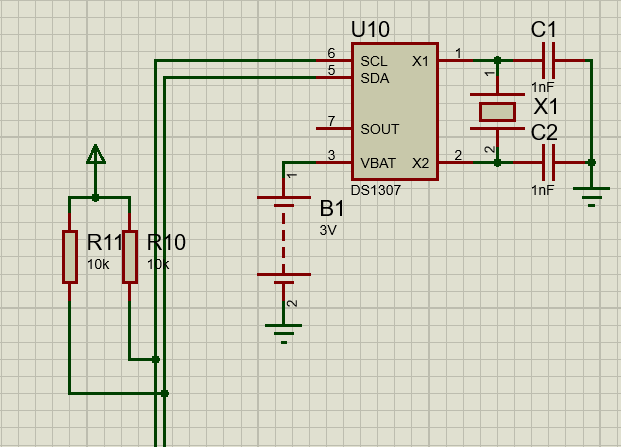 U10
C1
6
SCL
X1
1
5
SDA
1
1nF
X1
7
SOUT
C2
3
VBAT
X2
2
2
1nF
DS1307
1
B1
3V
2
R11
10k
R10
10k